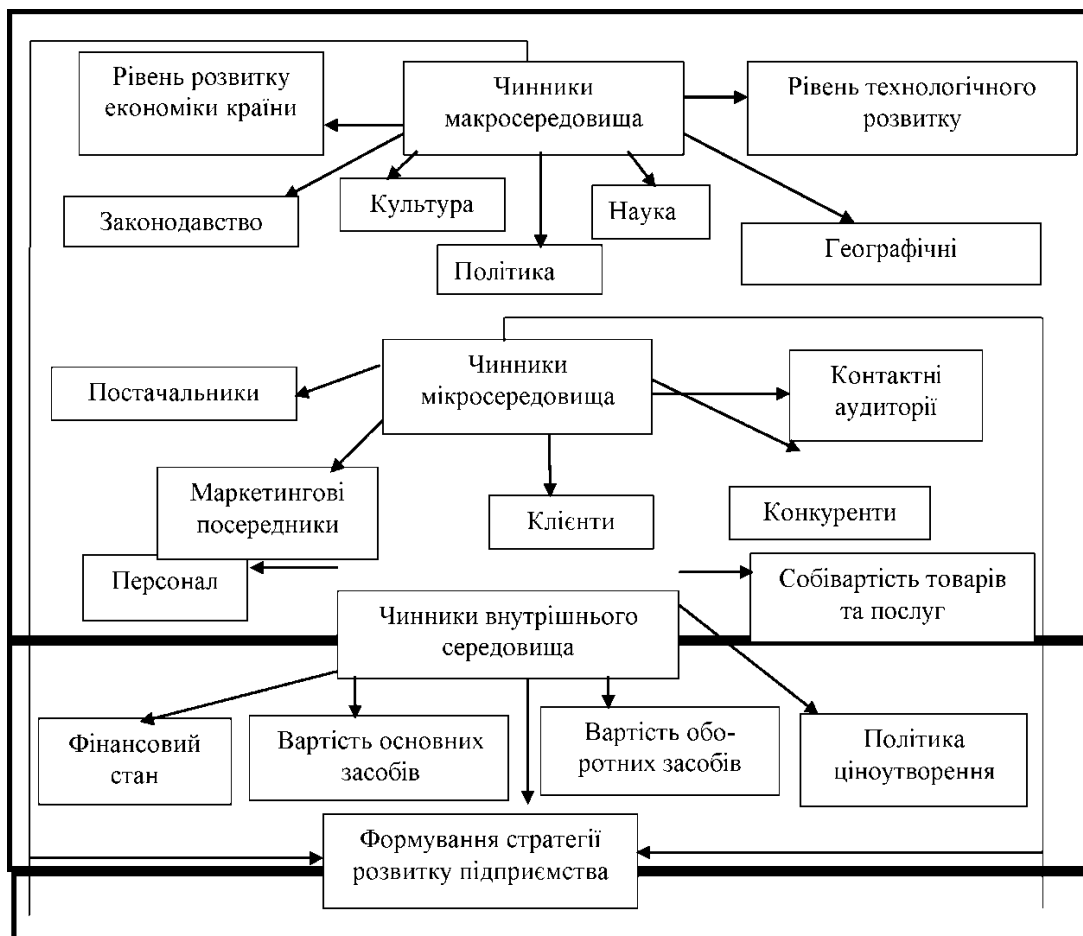 Рівень розвитку
економіки країни
Чинники
макросередовища
Рівень технологічного
розвитку
Законодавство
Культура
Наука
Політика
Географічні
Постачальники
Чинники
мікросередовища
Контактні
аудиторії
Маркетингові
посередники
Клієнти
Конкуренти
Персонал
Собівартість товарів
та послуг
Чинники внутрішнього
середовища
Фінансовий
стан
Вартість основних
засобів
Вартість обо-
ротних засобів
Політика
ціноутворення
Формування стратегії
розвитку підприємства